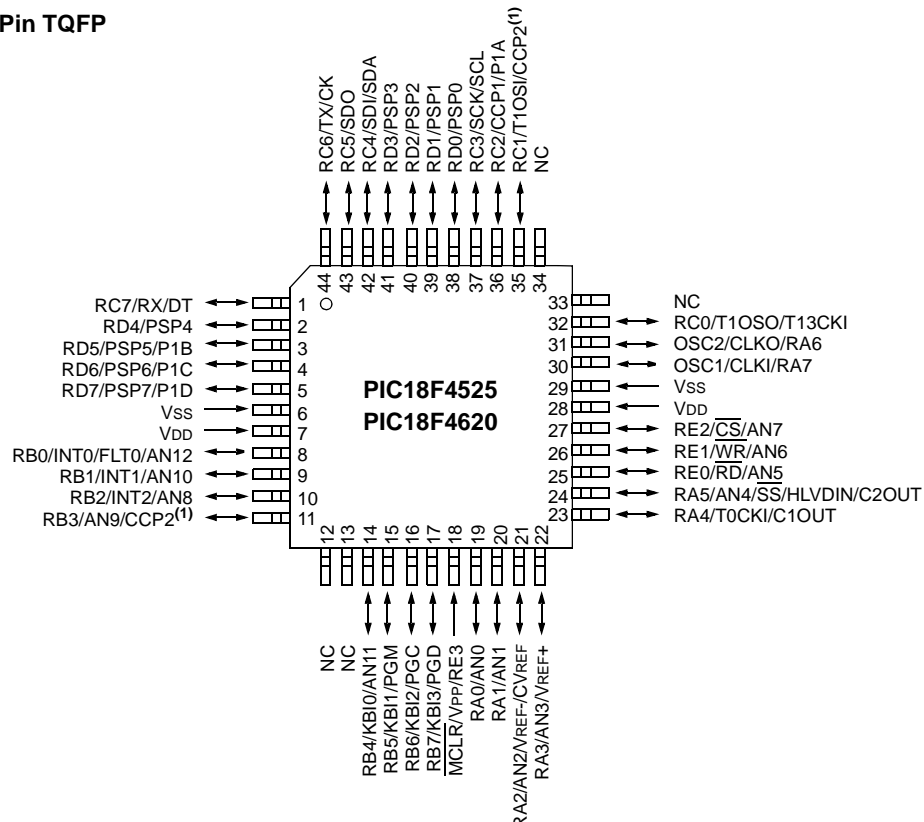 Pin TQFP
RC6/TX/CK
RC5/SDO
RC4/SDI/SDA
RD3/PSP3
RD2/PSP2
RD1/PSP1
RD0/PSP0
RC3/SCK/SCL
RC2/CCP1/P1A
RC1/T1OSI/CCP2(1)
NC
44
43
42
41
40
39
38
37
36
35
34
RC7/RX/DT 1
RD4/PSP4 2
RD5/PSP5/P1B 3
RD6/PSP6/P1C 4
RD7/PSP7/P1D 5
VSS 6
VDD 7
RB0/INT0/FLT0/AN12 8
RB1/INT1/AN10 9
RB2/INT2/AN8 10
RB3/AN9/CCP2(1) 11
PIC18F4525
PIC18F4620
33 NC
32 RC0/T1OSO/T13CKI
31 OSC2/CLKO/RA6
30 OSC1/CLKI/RA7
29 VSS
28 VDD
27 RE2/CS/AN7
26 RE1/WR/AN6
25 RE0/RD/AN5
24 RA5/AN4/SS/HLVDIN/C2OUT
23 RA4/T0CKI/C1OUT
12
13
14
15
16
17
18
19
20
21
22
NC
NC
RB4/KBI0/AN11
RB5/KBI1/PGM
RB6/KBI2/PGC
RB7/KBI3/PGD
MCLR/VPP/RE3
RA0/AN0
RA1/AN1
RA2/AN2/VREF-/CVREF
RA3/AN3/VREF+